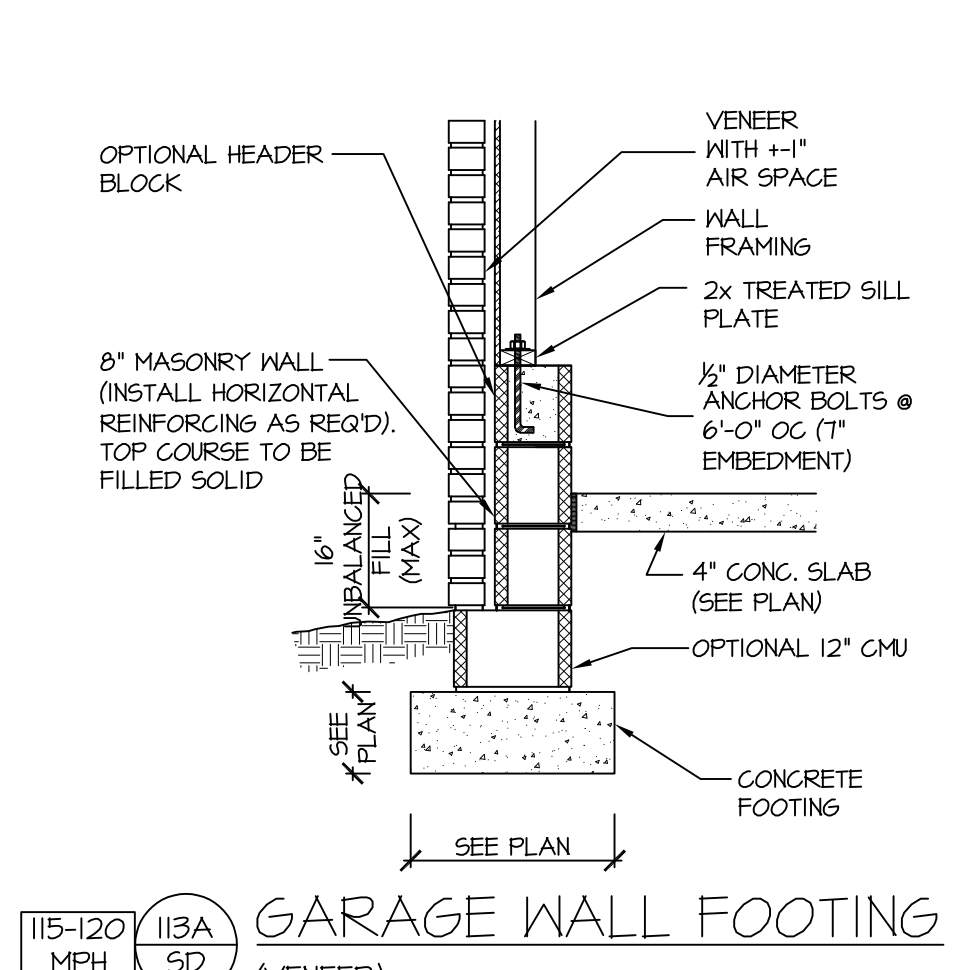 VENEER
WITH +-1"
AIR SPACE
OPTIONAL HEADER
BLOCK
WALL
FRAMING
2x TREATED SILL
PLATE
8" MASONRY WALL
(INSTALL HORIZONTAL
REINFORCING AS REQ'D).
TOP COURSE TO BE
FILLED SOLID
½" DIAMETER
ANCHOR BOLTS @
6'-0" OC (7"
EMBEDMENT)
16"
UNBALANCED
FILL
(MAX)
4" CONC. SLAB
(SEE PLAN)
OPTIONAL 12" CMU
SEE
PLAN
CONCRETE
FOOTING
SEE PLAN
115-120
MPH
113A
SD
GARAGE WALL FOOTING
(VENEER)